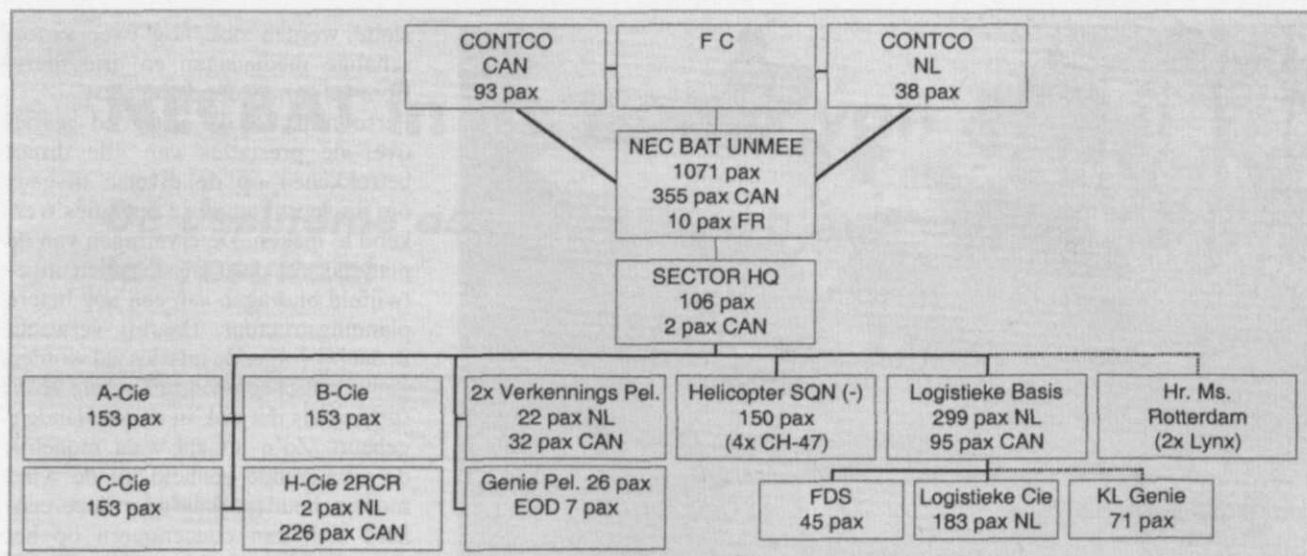 CONTCO
CAN
93 pax
F C
CONTCO
NL
38 pax
NEC BAT UNMEE
1071 pax
355 pax CAN
10 pax FR
SECTOR HQ
106 pax
2 pax CAN
A-Cie
153 pax
B-Cie
153 pax
2x Verkennings Pel.
22 pax NL
32 pax CAN
Helicopter SQN (-)
150 pax
(4x CH-47)
Logistieke Basis
299 pax NL
95 pax CAN
Hr. Ms.
Rotterdam
(2x Lynx)
C-Cie
153 pax
H-Cie 2RCR
2 pax NL
226 pax CAN
Genie Pel. 26 pax
EOD 7 pax
FDS
45 pax
Logistieke Cie
183 pax NL
KL Genie
71 pax